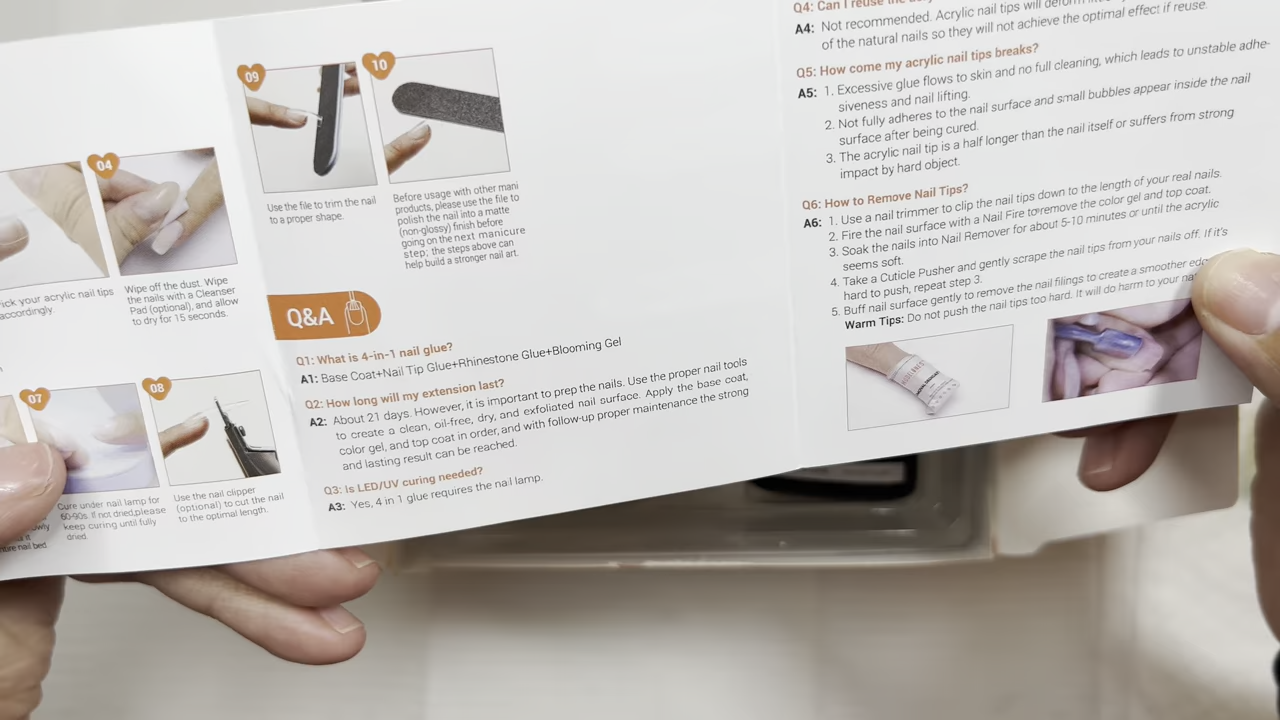 04
Pick your acrylic nail tips
accordingly.
Wipe off the dust. Wipe
the nails with a Cleanser
Pad (optional), and allow
to dry for 15 seconds.
07
Cure under nail lamp for
60-90s. If not dried,please
keep curing until fully
dried.
08
Use the nail clipper
(optional) to cut the nail
to the optimal length.
entire nail bed.
09
Use the file to trim the nail
to a proper shape.
10
Before usage with other mani
products, please use the file to
polish the nail into a matte
(non-glossy) finish before
going on the next manicure
step; the steps above can
help build a stronger nail art.
Q&A
Q1: What is 4-in-1 nail glue?
A1: Base Coat+Nail Tip Glue+Rhinestone Glue+Blooming Gel
Q2: How long will my extension last?
A2: About 21 days. However, it is important to prep the nails. Use the proper nail tools
to create a clean, oil-free, dry, and exfoliated nail surface. Apply the base coat,
color gel, and top coat in order, and with follow-up proper maintenance the strong
and lasting result can be reached.
Q3: Is LED/UV curing needed?
A3: Yes, 4 in 1 glue requires the nail lamp.
Q4: Can I reuse the
A4: Not recommended. Acrylic nail tips will deform
of the natural nails so they will not achieve the optimal effect if reuse.
Q5: How come my acrylic nail tips breaks?
A5: 1. Excessive glue flows to skin and no full cleaning, which leads to unstable adhe-
siveness and nail lifting.
2. Not fully adheres to the nail surface and small bubbles appear inside the nail
surface after being cured.
3. The acrylic nail tip is a half longer than the nail itself or suffers from strong
impact by hard object.
Q6: How to Remove Nail Tips?
A6: 1. Use a nail trimmer to clip the nail tips down to the length of your real nails.
2. Fire the nail surface with a Nail Fire toremove the color gel and top coat.
3. Soak the nails into Nail Remover for about 5-10 minutes or until the acrylic
seems soft.
4. Take a Cuticle Pusher and gently scrape the nail tips from your nails off. If it's
hard to push, repeat step 3.
5. Buff nail surface gently to remove the nail filings to create a smoother
Warm Tips: Do not push the nail tips too hard. It will do harm to your